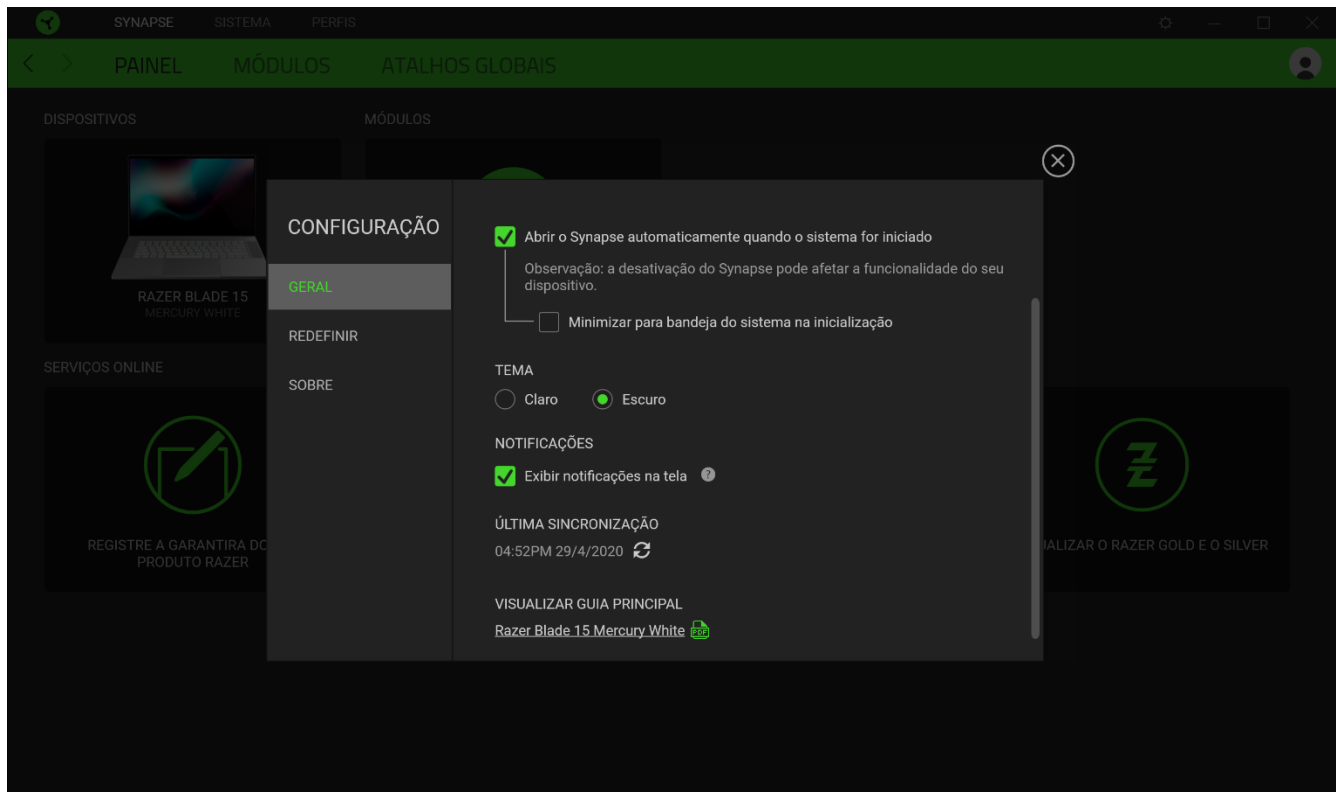 SYNAPSE SISTEMA PERFIS
PAINEL MÓDULOS ATALHOS GLOBAIS
DISPOSITIVOS MÓDULOS
RAZER BLADE 15
MERCURY WHITE
SERVIÇOS ONLINE
REGISTRE A GARANTIRA DO
PRODUTO RAZER
ALIZAR O RAZER GOLD E O SILVER
CONFIGURAÇÃO
GERAL
REDEFINIR
SOBRE
Abrir o Synapse automaticamente quando o sistema for iniciado
Observação: a desativação do Synapse pode afetar a funcionalidade do seu
dispositivo.
Minimizar para bandeja do sistema na inicialização
TEMA
Claro Escuro
NOTIFICAÇÕES
Exibir notificações na tela ?
ÚLTIMA SINCRONIZAÇÃO
04:52PM 29/4/2020
VISUALIZAR GUIA PRINCIPAL
Razer Blade 15 Mercury White PDF